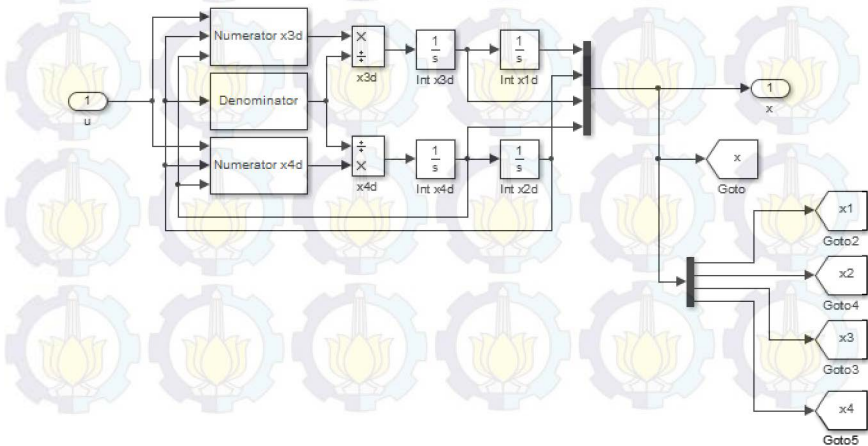 1
u
Numerator x3d
Denominator
Numerator x4d
×
÷
x3d
÷
×
x4d
1
s
Int x3d
1
s
Int x1d
1
s
Int x4d
1
s
Int x2d
1
x
x
Goto
x1
Goto2
x2
Goto4
x3
Goto3
x4
Goto5